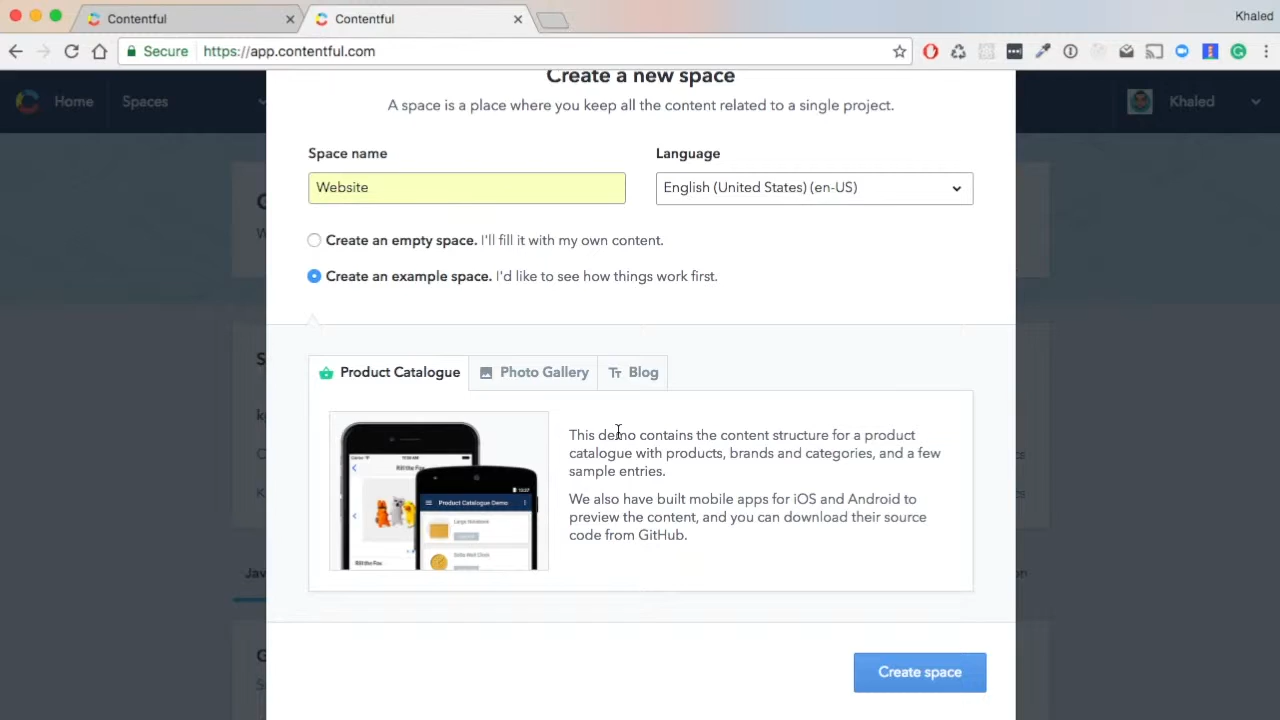 Contentful
Contentful
Khaled
Secure
https://app.contentful.com
Create a new space
Home
Spaces
Khaled
A space is a place where you keep all the content related to a single project.
Space name
Language
Website
English (United States) (en-US)
Create an empty space. I'll fill it with my own content.
Create an example space. I'd like to see how things work first.
Product Catalogue
Photo Gallery
Tт Blog
This demo contains the content structure for a product
catalogue with products, brands and categories, and a few
sample entries.
We also have built mobile apps for iOS and Android to
preview the content, and you can download their source
code from GitHub.
Product Catalogue Demo
Create space